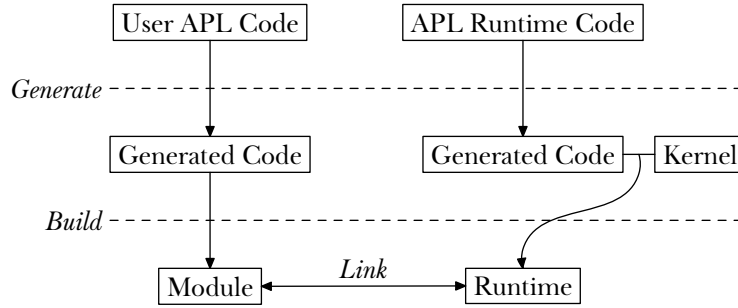 User APL Code
APL Runtime Code
Generate
Generated Code
Generated Code
Kernel
Build
Module
Link
Runtime